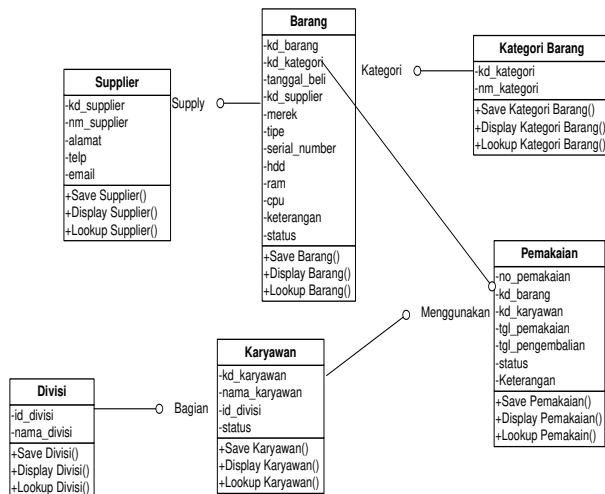 Barang
-kd_barang
-kd_kategori
-tanggal_beli
-kd_supplier
-merek
-tipe
-serial_number
-hdd
-ram
-cpu
-keterangan
-status
+Save Barang()
+Display Barang()
+Lookup Barang()
Kategori
Kategori Barang
-kd_kategori
-nm_kategori
+Save Kategori Barang()
+Display Kategori Barang()
+Lookup Kategori Barang()
Supplier
-kd_supplier
-nm_supplier
-alamat
-telp
-email
+Save Supplier()
+Display Supplier()
+Lookup Supplier()
Supply
Pemakaian
-no_pemakaian
-kd_barang
-kd_karyawan
-tgl_pemakaian
-tgl_pengembalian
-status
-Keterangan
+Save Pemakaian()
+Display Pemakaian()
+Lookup Pemakain()
Menggunakan
Karyawan
-kd_karyawan
-nama_karyawan
-id_divisi
-status
+Save Karyawan()
+Display Karyawan()
+Lookup Karyawan()
Bagian
Divisi
-id_divisi
-nama_divisi
+Save Divisi()
+Display Divisi()
+Lookup Divisi()